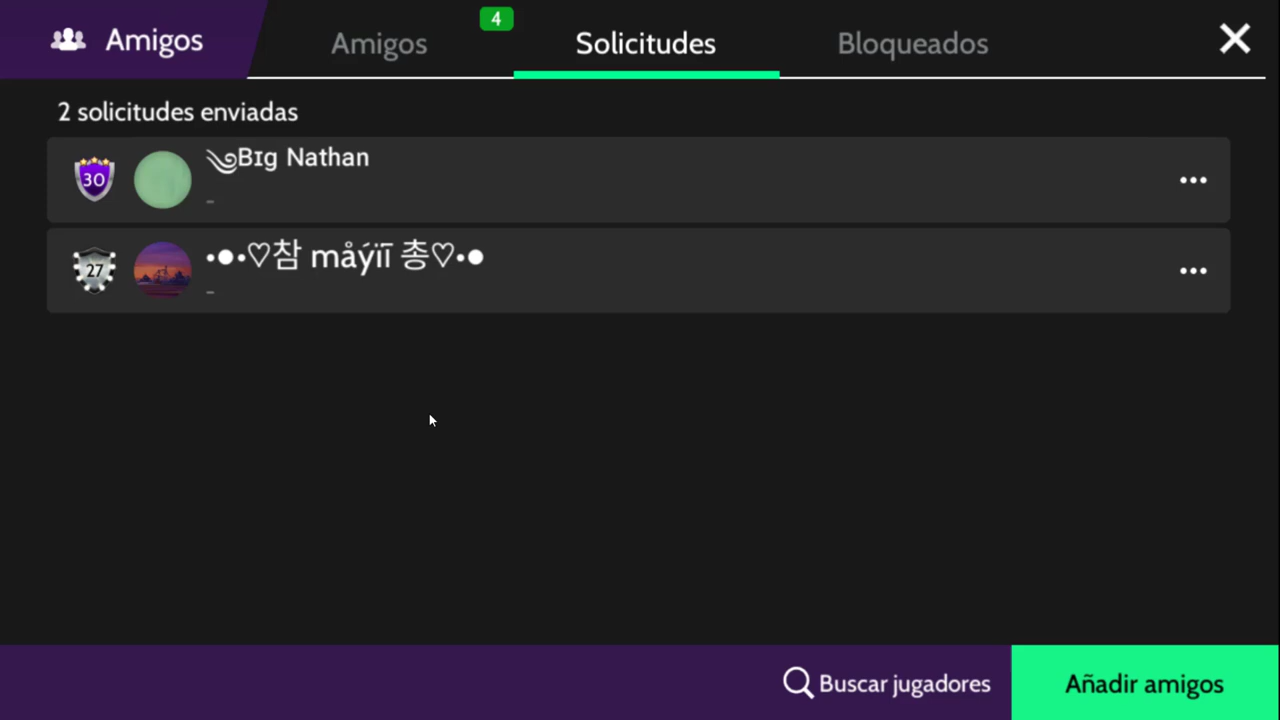 Amigos
Amigos
4
Solicitudes
Bloqueados
2 solicitudes enviadas
30
༄Bɪg Nathan
-
27
•●•♡참 måýïī 총♡•●
-
Buscar jugadores
Añadir amigos